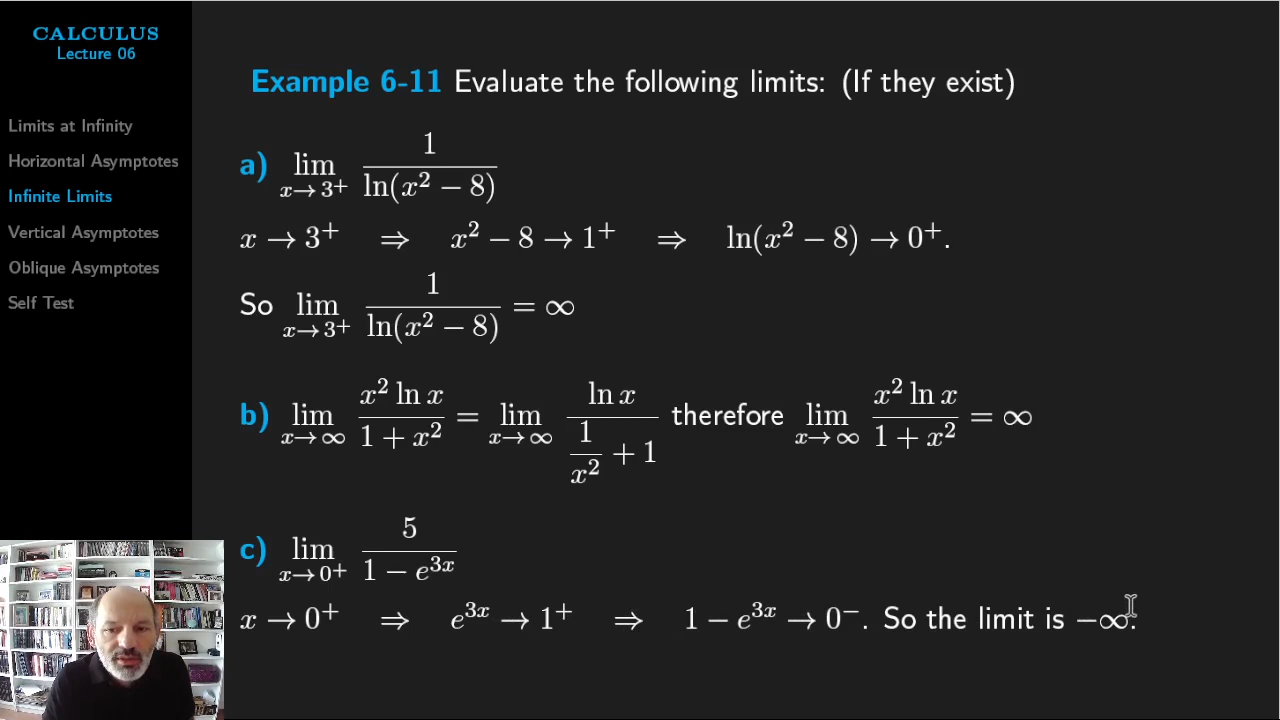 CALCULUS
Lecture 06
Limits at Infinity
Horizontal Asymptotes
Infinite Limits
Vertical Asymptotes
Oblique Asymptotes
Self Test
Example 6-11 Evaluate the following limits: (If they exist)
a) lim_{x→3⁺} 1/ln(x² − 8)
x → 3⁺ ⇒ x² − 8 → 1⁺ ⇒ ln(x² − 8) → 0⁺.
So lim_{x→3⁺} 1/ln(x² − 8) = ∞
b) lim_{x→∞} (x² ln x)/(1 + x²) = lim_{x→∞} (ln x)/(1/x² + 1) therefore lim_{x→∞} (x² ln x)/(1 + x²) = ∞
c) lim_{x→0⁺} 5/(1 − e^{3x})
x → 0⁺ ⇒ e^{3x} → 1⁺ ⇒ 1 − e^{3x} → 0⁻. So the limit is −∞.